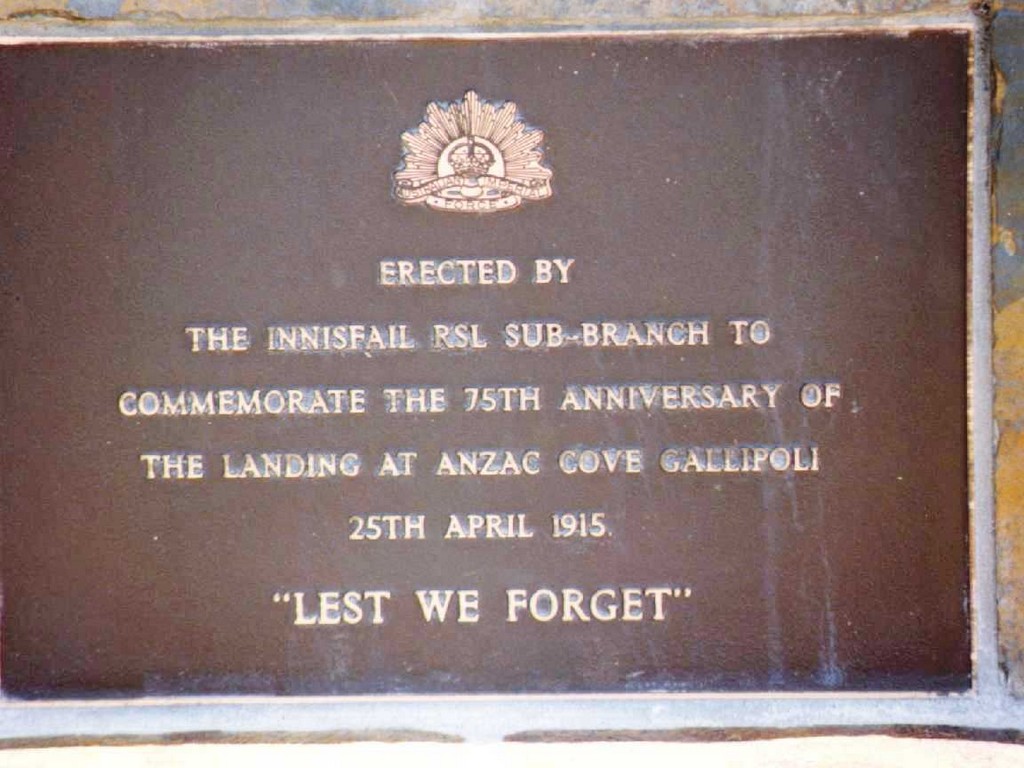 FORCE
ERECTED BY
THE INNISFAIL RSL SUB-BRANCH TO
COMMEMORATE THE 75TH ANNIVERSARY OF
THE LANDING AT ANZAC COVE GALLIPOLI
25TH APRIL 1915.
"LEST WE FORGET"